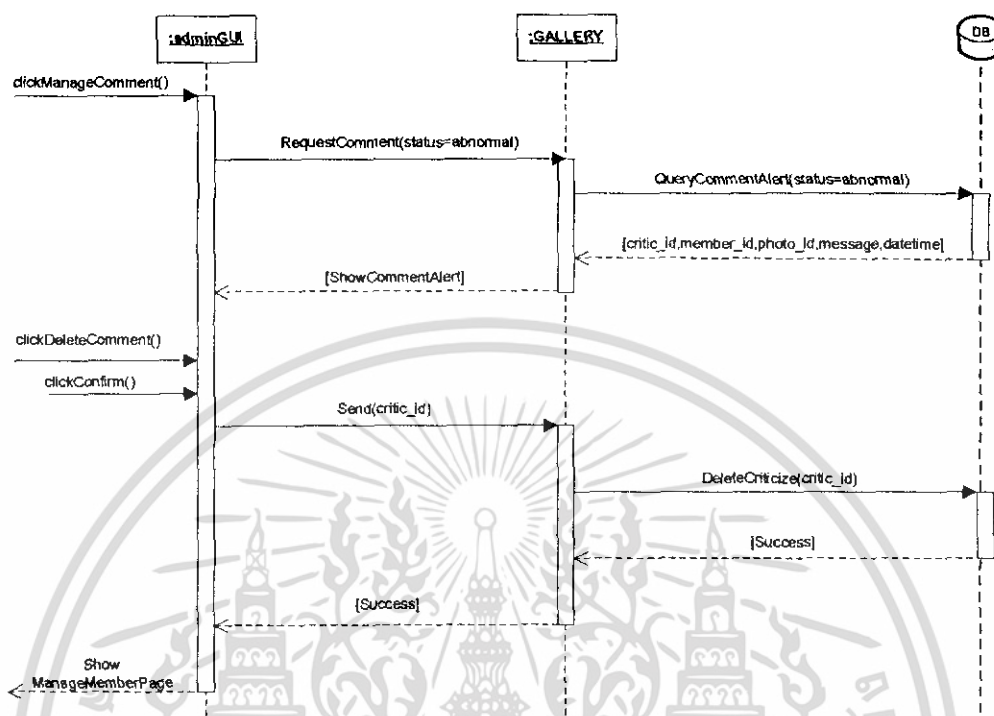 :adminGUI
:GALLERY
DB
clickManageComment()
RequestComment(status=abnormal)
QueryCommentAlert(status=abnormal)
[critic_id,member_id,photo_id,message,datetime]
[ShowCommentAlert]
clickDeleteComment()
clickConfirm()
Send(critic_id)
DeleteCriticize(critic_id)
[Success]
[Success]
Show
ManageMemberPage